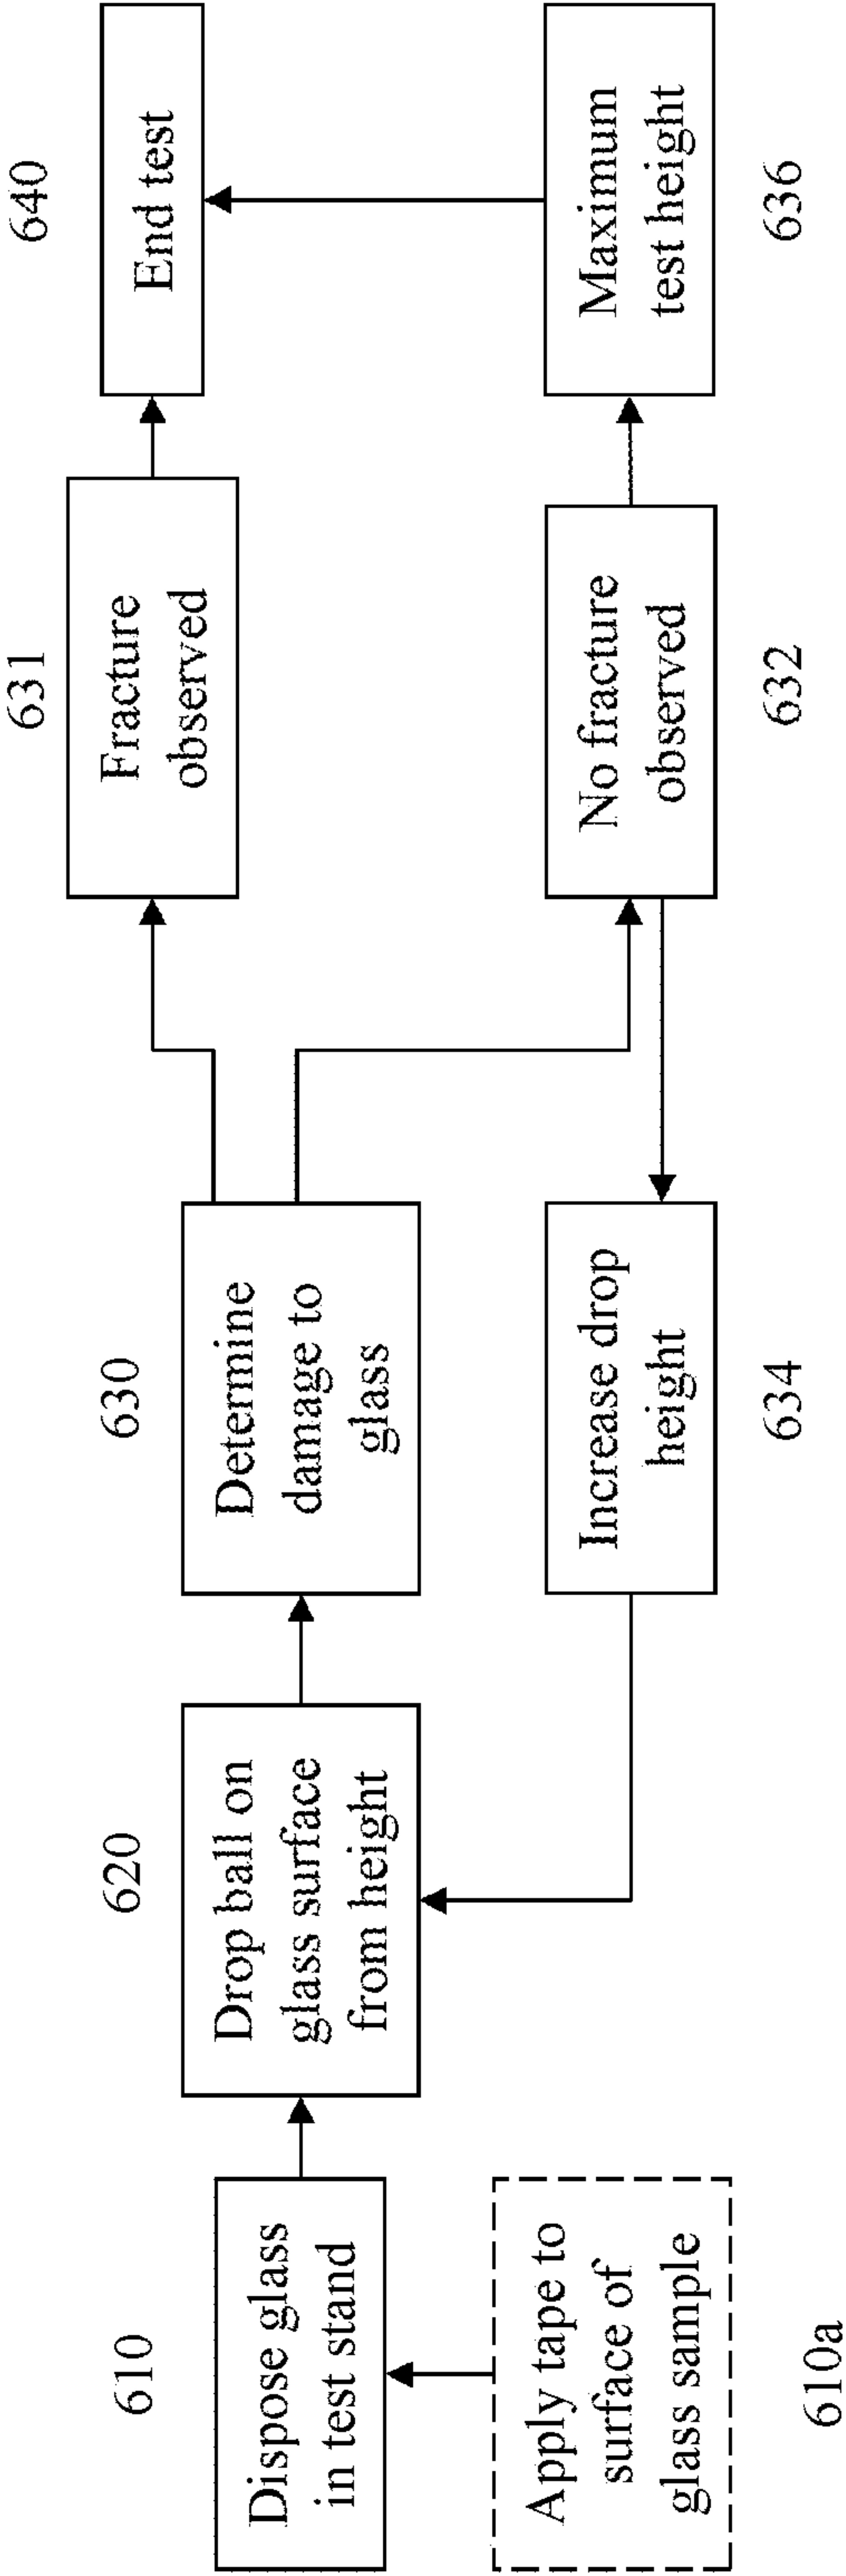 610
Dispose glass
in test stand
Apply tape to
surface of
glass sample
610a
620
Drop ball on
glass surface
from height
630
Determine
damage to
glass
Increase drop
height
634
631
Fracture
observed
No fracture
observed
632
640
End test
Maximum
test height
636